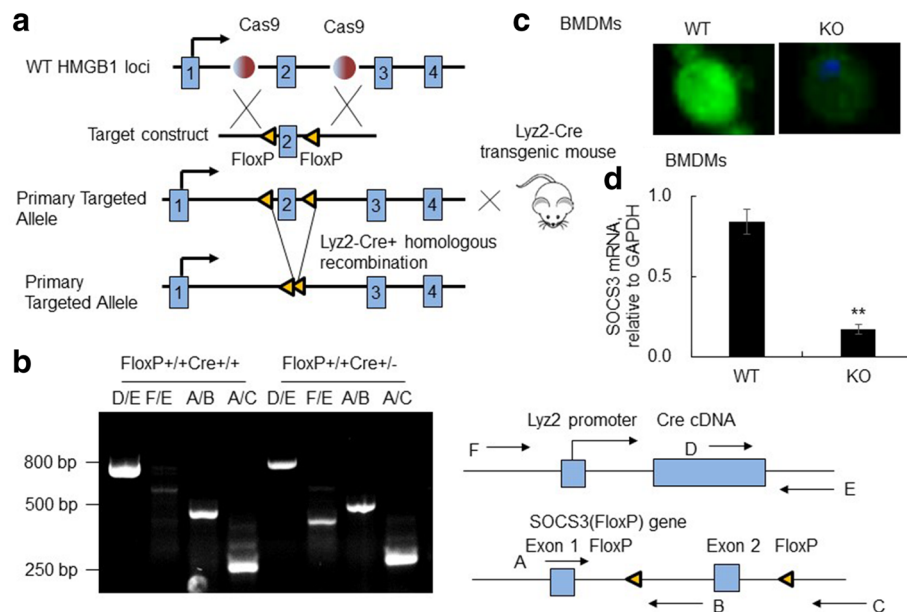 a
Cas9 Cas9
WT HMGB1 loci
1 2 3 4
Target construct
2
FloxP FloxP
Primary Targeted
Allele
1 2 3 4
Lyz2-Cre
transgenic mouse
Lyz2-Cre+ homologous
recombination
Primary
Targeted Allele
1 3 4
b
FloxP+/+Cre+/+ FloxP+/+Cre+/-
D/E F/E A/B A/C D/E F/E A/B A/C
800 bp
500 bp
250 bp
Lyz2 promoter Cre cDNA
F D
E
SOCS3(FloxP) gene
Exon 1 FloxP Exon 2 FloxP
A
B C
c
BMDMs
WT KO
d
BMDMs
SOCS3 mRNA,
relative to GAPDH
1.0
0.5
0.0
**
WT KO